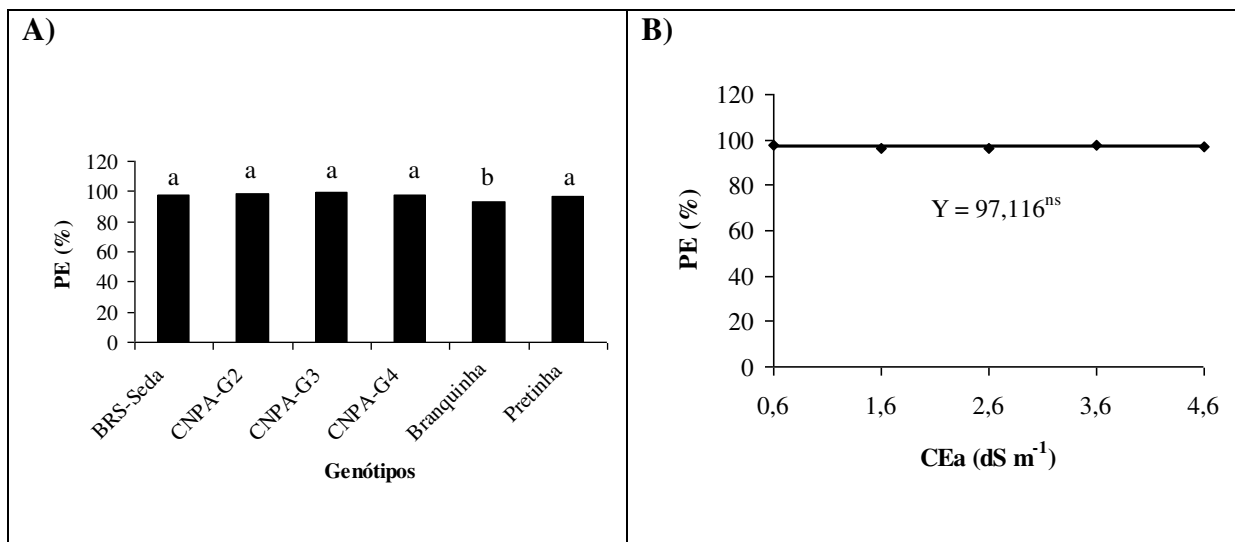 A)
PE (%)
120
100
80
60
40
20
0
a
a
a
a
b
a
BRS-Seda
CNPA-G2
CNPA-G3
CNPA-G4
Branquinha
Pretinha
Genótipos
B)
PE (%)
120
100
80
60
40
20
0
Y = 97,116ns
0,6
1,6
2,6
3,6
4,6
CEa (dS m-1)